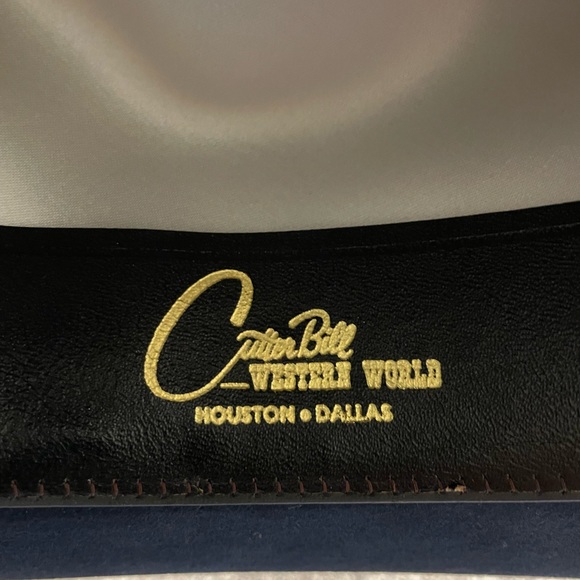 Cutter Bill
WESTERN WORLD
HOUSTON • DALLAS